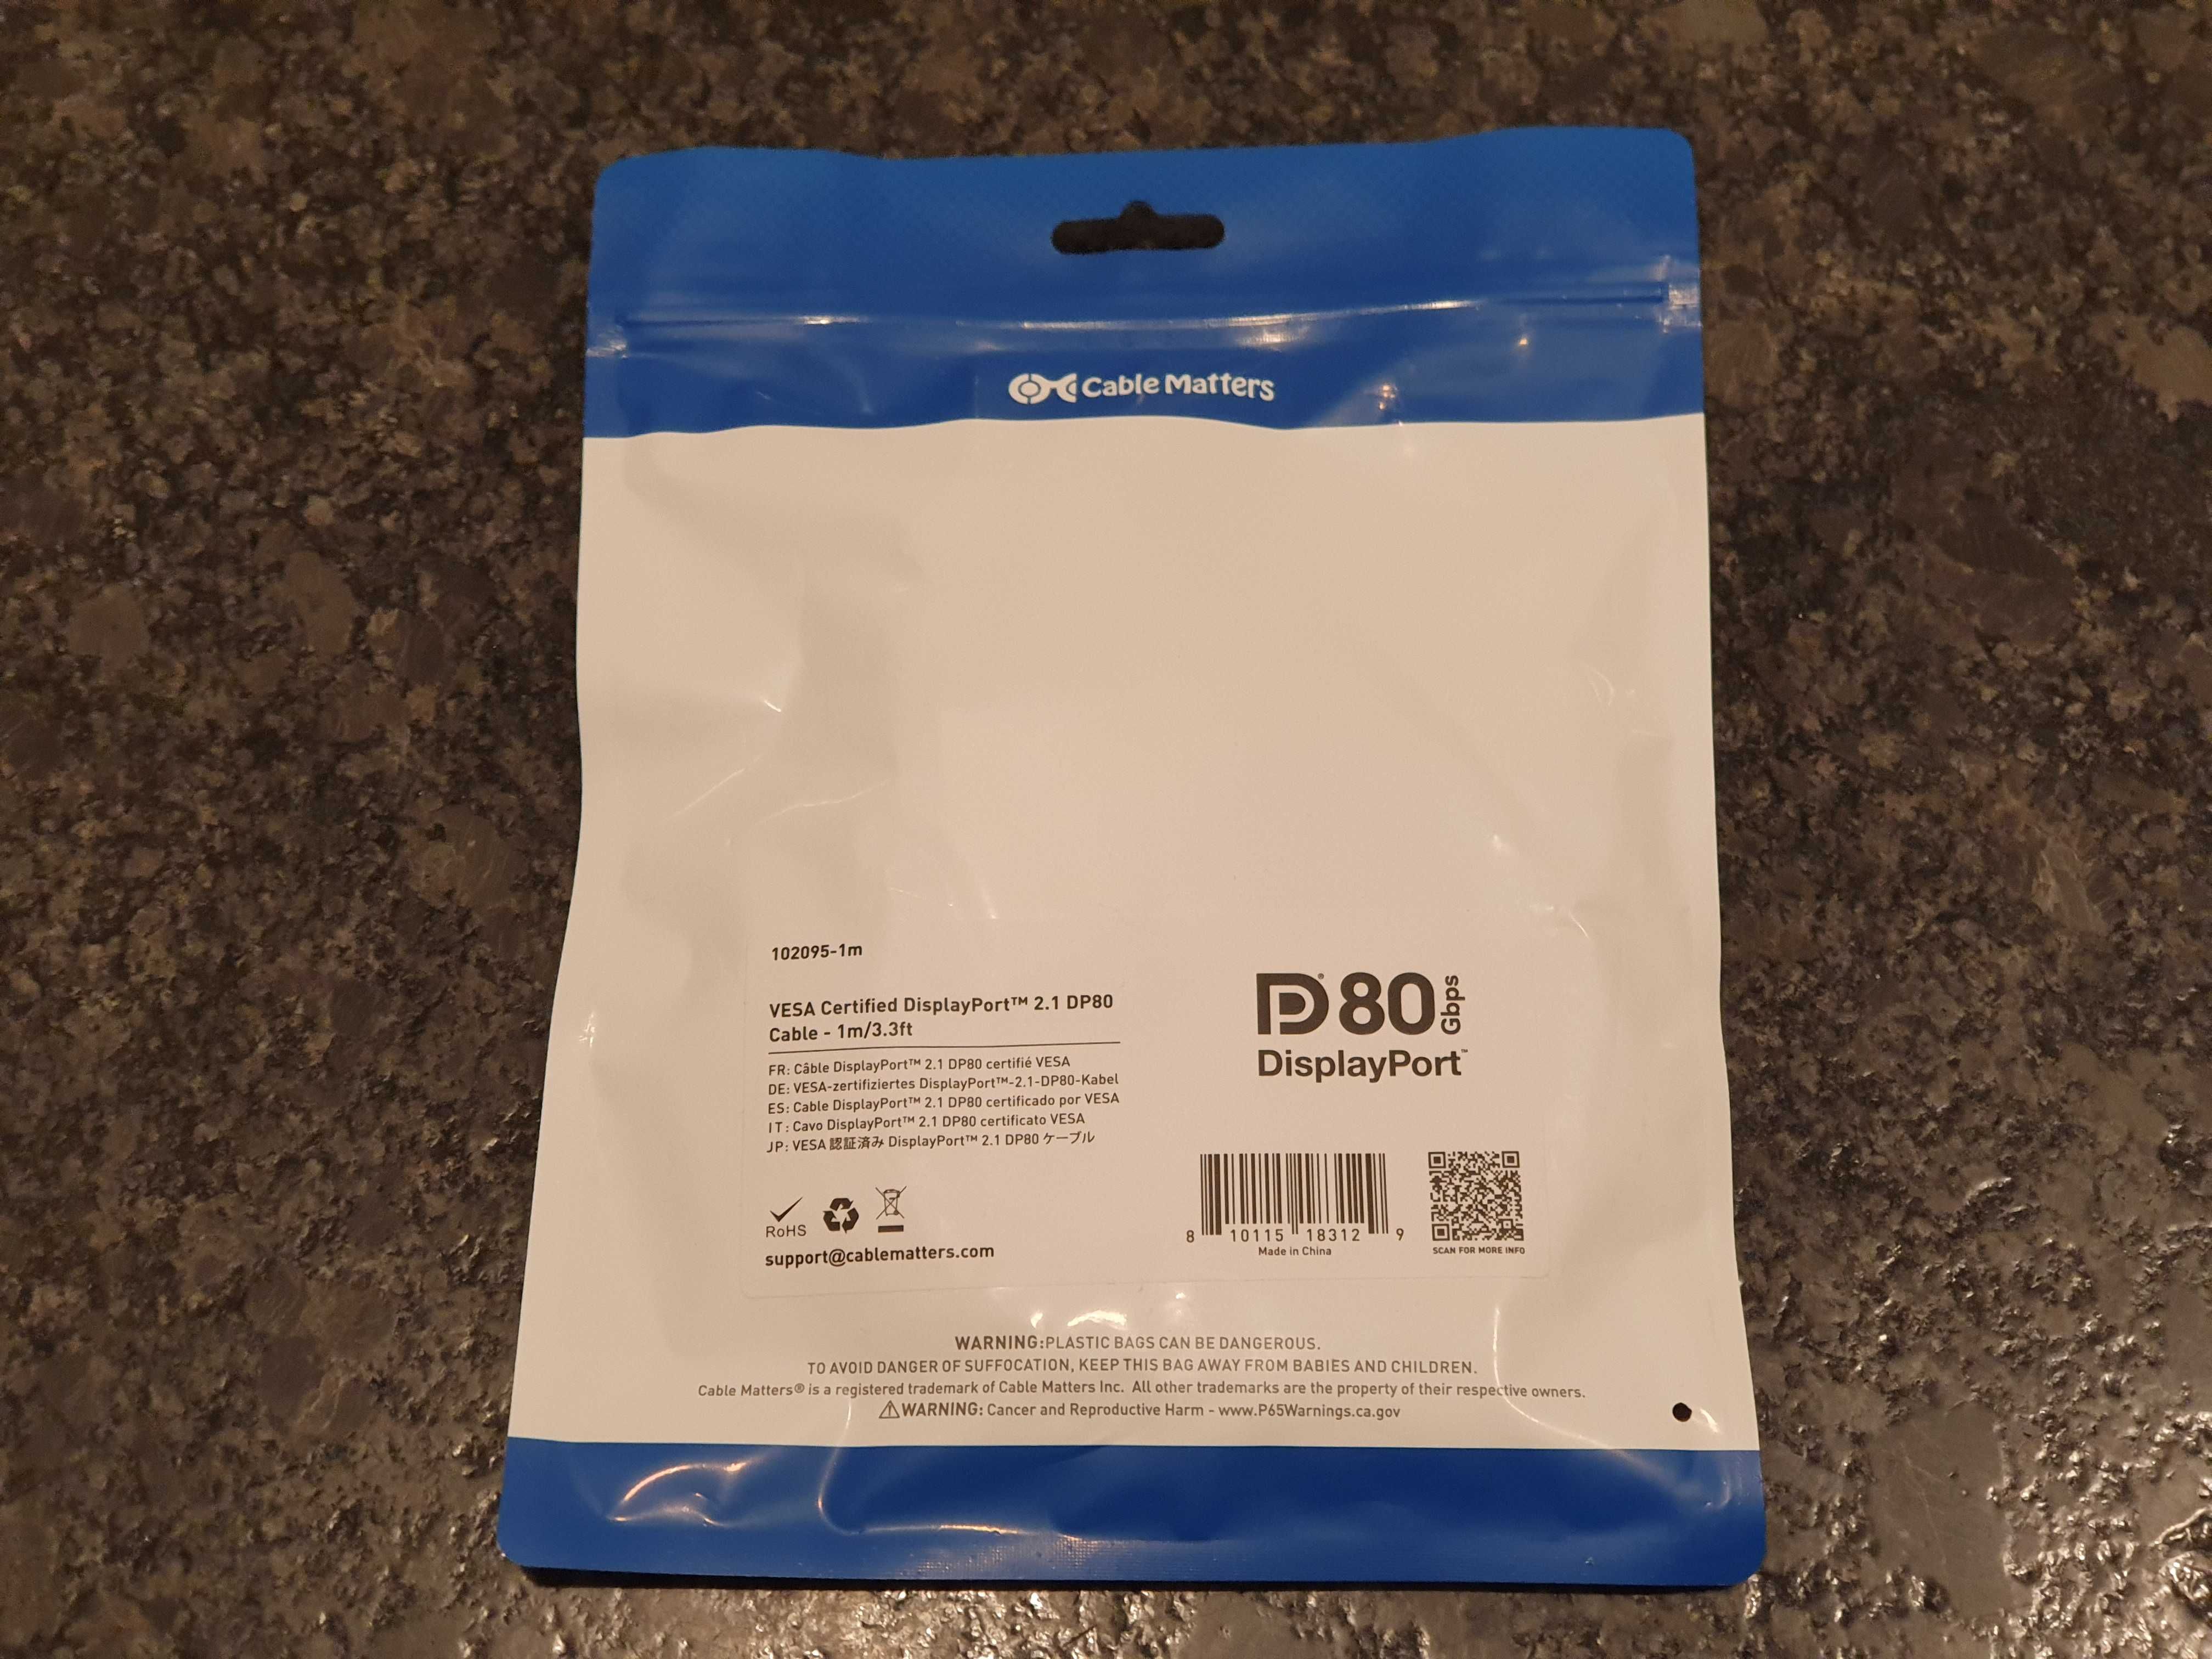 Cable Matters
102095-1m
VESA Certified DisplayPort™ 2.1 DP80
Cable - 1m/3.3ft
FR: Câble DisplayPort™ 2.1 DP80 certifié VESA
DE: VESA-zertifiziertes DisplayPort™-2.1-DP80-Kabel
ES: Cable DisplayPort™ 2.1 DP80 certificado por VESA
IT: Cavo DisplayPort™ 2.1 DP80 certificato VESA
JP: VESA 認証済み DisplayPort™ 2.1 DP80 ケーブル
RoHS
support@cablematters.com
DP® 80 Gbps
DisplayPort™
8 10115 18312 9
Made in China
SCAN FOR MORE INFO
WARNING:PLASTIC BAGS CAN BE DANGEROUS.
TO AVOID DANGER OF SUFFOCATION, KEEP THIS BAG AWAY FROM BABIES AND CHILDREN.
Cable Matters® is a registered trademark of Cable Matters Inc. All other trademarks are the property of their respective owners.
⚠WARNING: Cancer and Reproductive Harm - www.P65Warnings.ca.gov